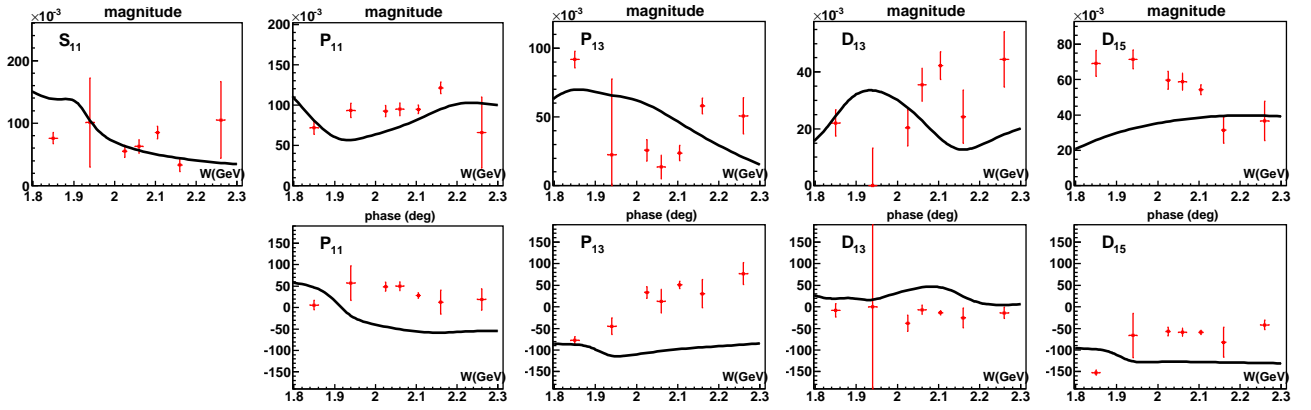 magnitude magnitude magnitude magnitude magnitude
×10⁻³ ×10⁻³ ×10⁻³ ×10⁻³ ×10⁻³
S₁₁ P₁₁ P₁₃ D₁₃ D₁₅
200 100 0
200 150 100 50 0
100 50 0
40 20 0
80 60 40 20 0
W(GeV) W(GeV) W(GeV) W(GeV) W(GeV)
1.8 1.9 2 2.1 2.2 2.3 1.8 1.9 2 2.1 2.2 2.3 1.8 1.9 2 2.1 2.2 2.3 1.8 1.9 2 2.1 2.2 2.3 1.8 1.9 2 2.1 2.2 2.3
phase (deg) phase (deg) phase (deg) phase (deg)
P₁₁ P₁₃ D₁₃ D₁₅
150 100 50 0 -50 -100 -150
150 100 50 0 -50 -100 -150
150 100 50 0 -50 -100 -150
150 100 50 0 -50 -100 -150
W(GeV) W(GeV) W(GeV) W(GeV)
1.8 1.9 2 2.1 2.2 2.3 1.8 1.9 2 2.1 2.2 2.3 1.8 1.9 2 2.1 2.2 2.3 1.8 1.9 2 2.1 2.2 2.3